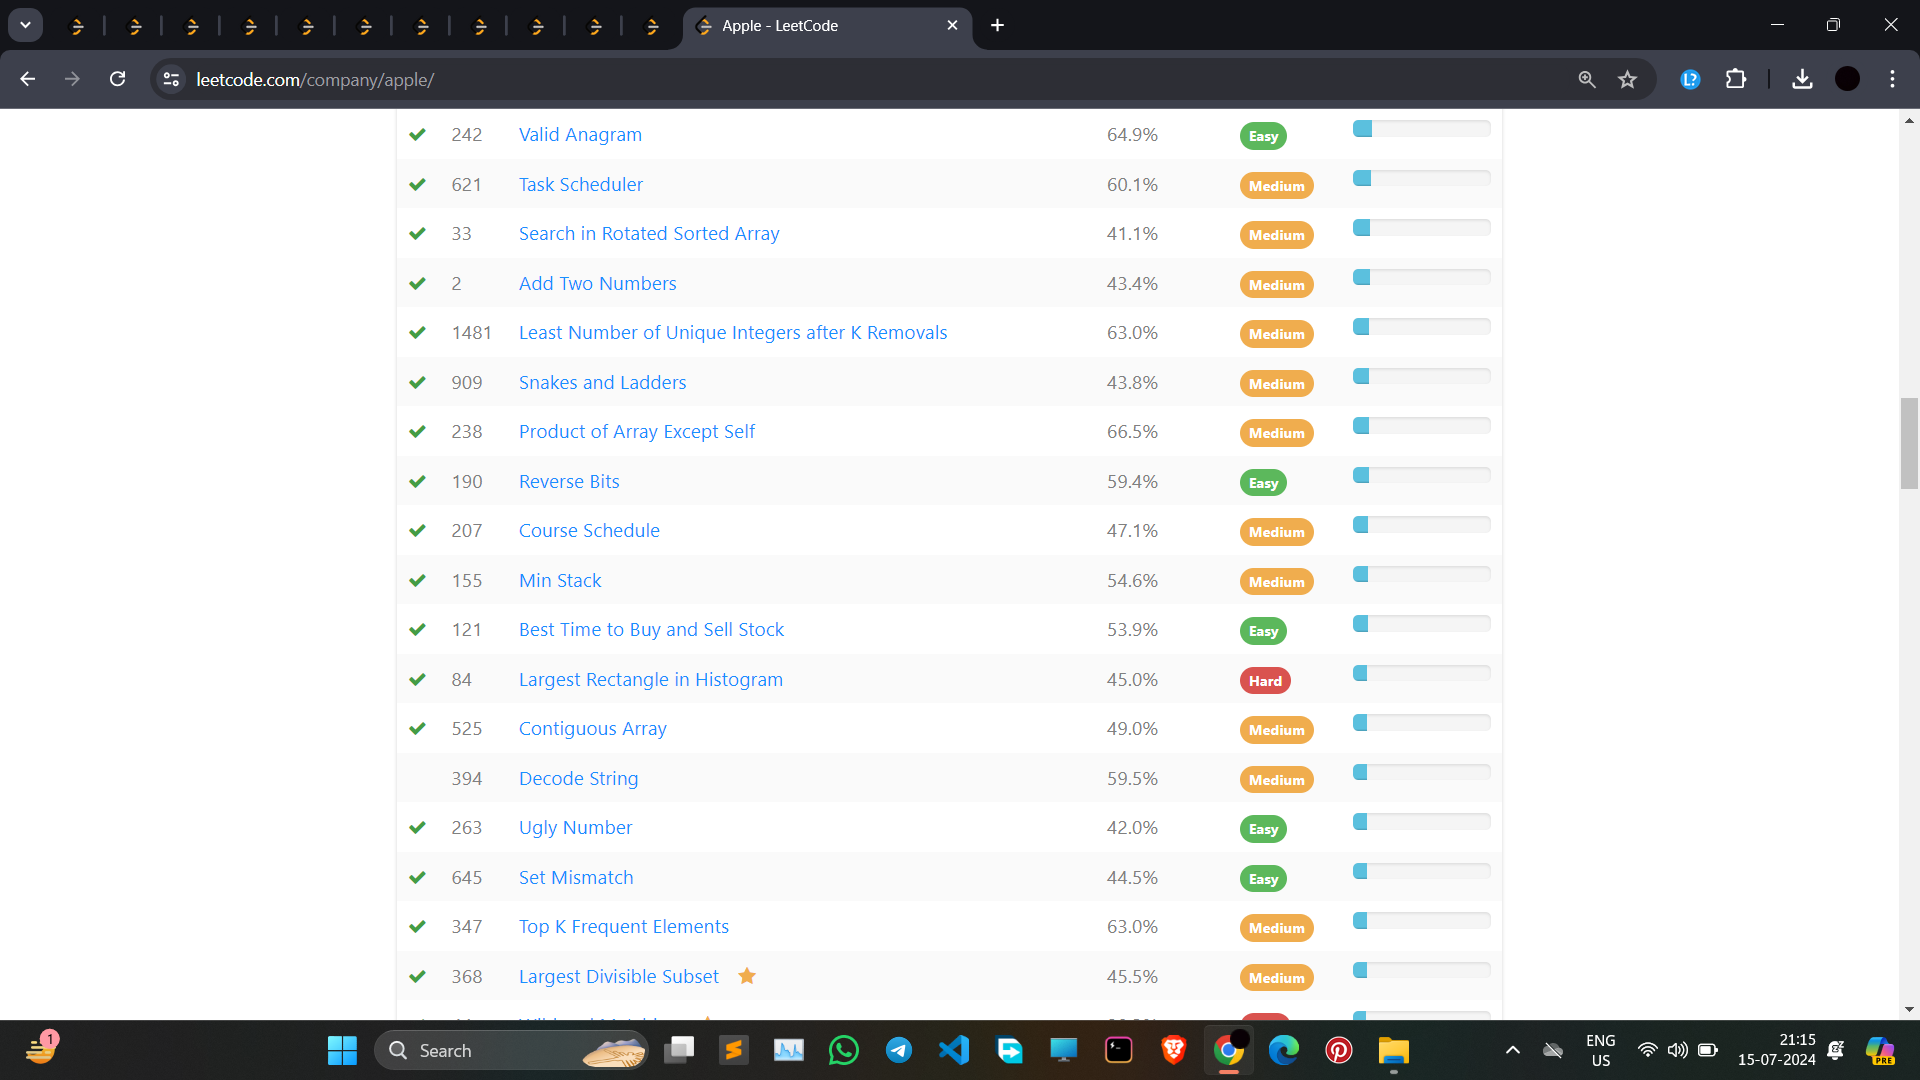 Apple - LeetCode
leetcode.com/company/apple/
L?
242 Valid Anagram 64.9% Easy
621 Task Scheduler 60.1% Medium
33 Search in Rotated Sorted Array 41.1% Medium
2 Add Two Numbers 43.4% Medium
1481 Least Number of Unique Integers after K Removals 63.0% Medium
909 Snakes and Ladders 43.8% Medium
238 Product of Array Except Self 66.5% Medium
190 Reverse Bits 59.4% Easy
207 Course Schedule 47.1% Medium
155 Min Stack 54.6% Medium
121 Best Time to Buy and Sell Stock 53.9% Easy
84 Largest Rectangle in Histogram 45.0% Hard
525 Contiguous Array 49.0% Medium
394 Decode String 59.5% Medium
263 Ugly Number 42.0% Easy
645 Set Mismatch 44.5% Easy
347 Top K Frequent Elements 63.0% Medium
368 Largest Divisible Subset 45.5% Medium
1
Search
ENG
US
21:15
15-07-2024
PRE